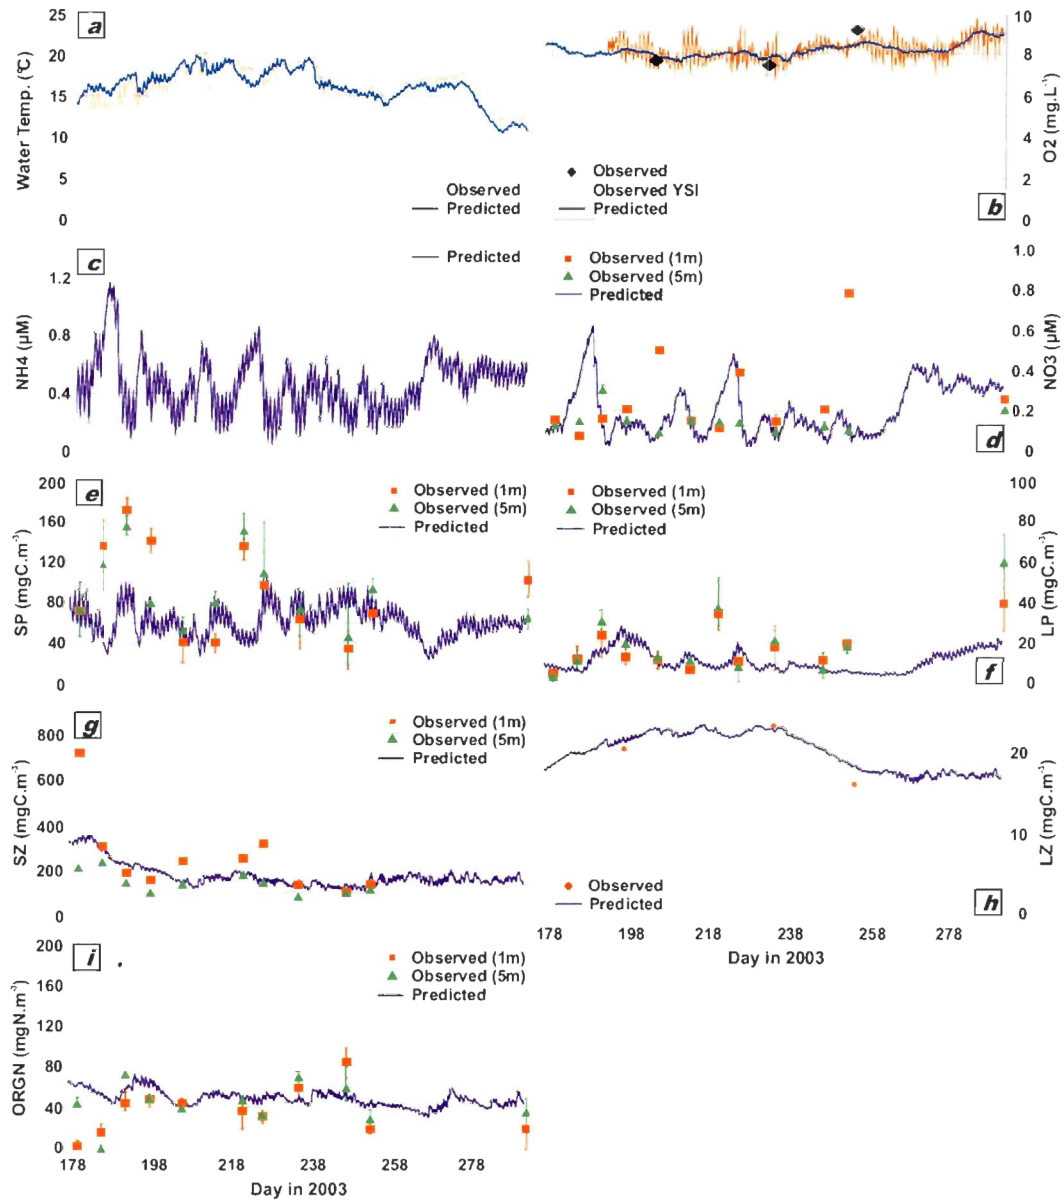 a
25
20
15
10
5
0
Water Temp. (°C)
Observed
Predicted
b
10
8
6
4
2
0
O2 (mg.L⁻¹)
Observed
Observed YSI
Predicted
c
1.2
0.8
0.4
0
NH4 (µM)
Predicted
d
1.0
0.8
0.6
0.4
0.2
0
NO3 (µM)
Observed (1m)
Observed (5m)
Predicted
e
200
160
120
80
40
0
SP (mgC.m⁻³)
Observed (1m)
Observed (5m)
Predicted
f
100
80
60
40
20
0
LP (mgC.m⁻³)
Observed (1m)
Observed (5m)
Predicted
g
800
600
400
200
0
SZ (mgC.m⁻³)
Observed (1m)
Observed (5m)
Predicted
h
20
10
0
LZ (mgC.m⁻³)
Observed
Predicted
178 198 218 238 258 278
Day in 2003
i
200
160
120
80
40
0
ORGN (mgN.m⁻³)
Observed (1m)
Observed (5m)
Predicted
178 198 218 238 258 278
Day in 2003